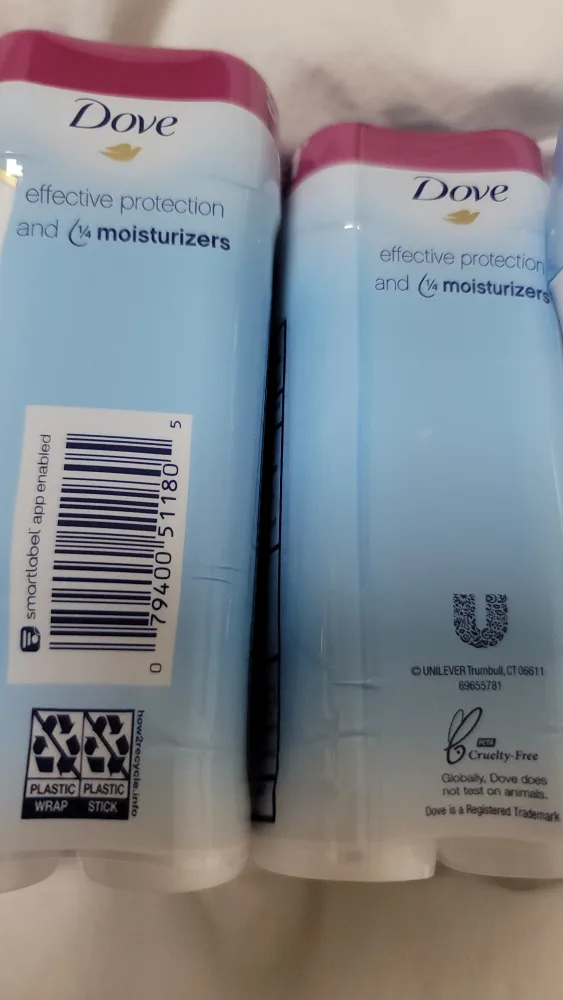 Dove
effective protection
and 1/4 moisturizers
smartlabel app enabled
0 79400 51180 5
PLASTIC
WRAP
PLASTIC
STICK
how2recycle.info
Dove
effective protection
and 1/4 moisturizers
U
© UNILEVER Trumbull, CT 06611
69655781
PETA
Cruelty-Free
Globally, Dove does
not test on animals.
Dove is a Registered Trademark